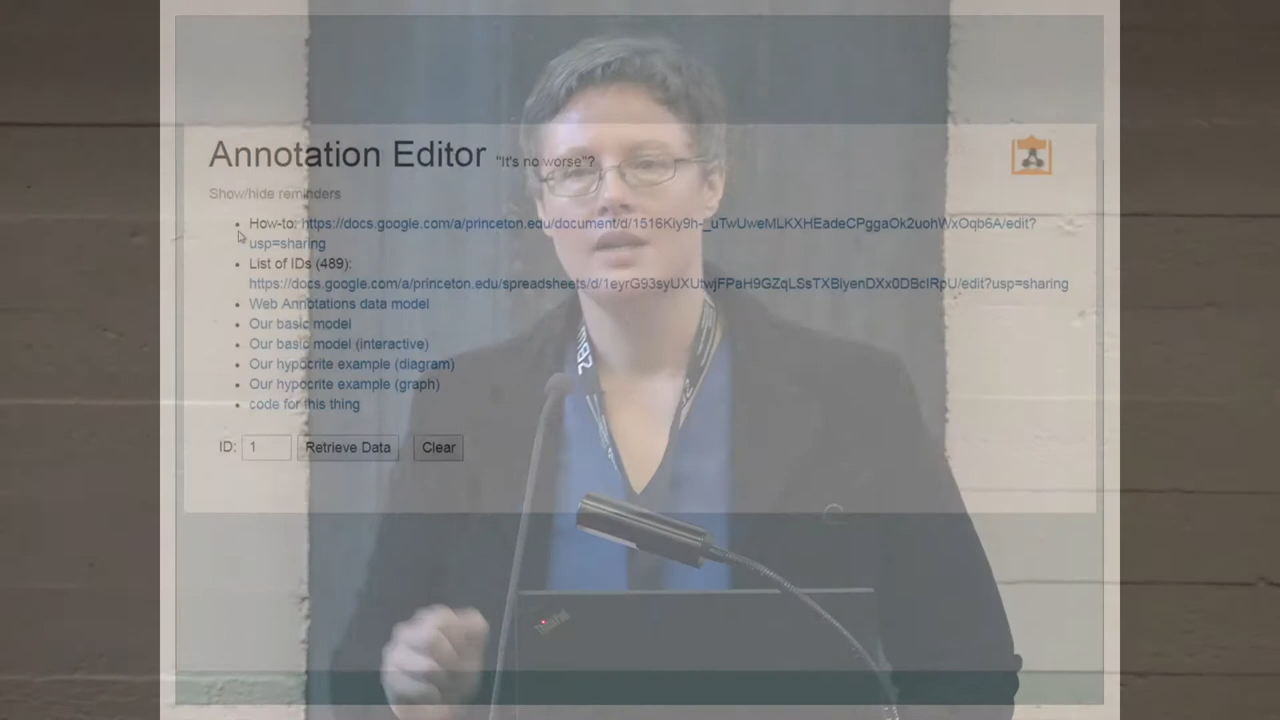 Annotation Editor "It's no worse"?
Show/hide reminders
How-to: https://docs.google.com/a/princeton.edu/document/d/1516Kiy9h-_uTwUweMLKXHEadeCPggaOk2uohWxOqb6A/edit?
usp=sharing
List of IDs (489):
https://docs.google.com/a/princeton.edu/spreadsheets/d/1eyrG93syUXUtwjFPaH9GZqLSsTXBlyenDXx0DBclRpU/edit?usp=sharing
Web Annotations data model
Our basic model
Our basic model (interactive)
Our hypocrite example (diagram)
Our hypocrite example (graph)
code for this thing
ID: 1 Retrieve Data Clear
ThinkPad